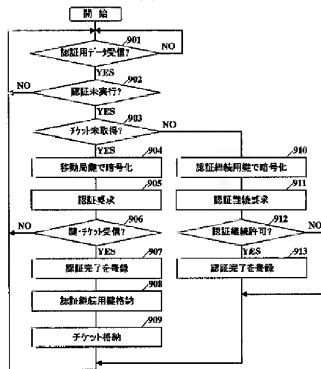 開 始
901
認証用データ受信?
NO
YES
902
NO
認証未実行?
YES
903
チケット未取得?
NO
YES
904
移動局鍵で暗号化
910
認証継続用鍵で暗号化
905
認証要求
911
認証継続要求
906
NO
鍵・チケット受信?
YES
912
認証継続許可?
NO
YES
907
認証完了を登録
913
認証完了を登録
908
認証継続用鍵格納
909
チケット格納